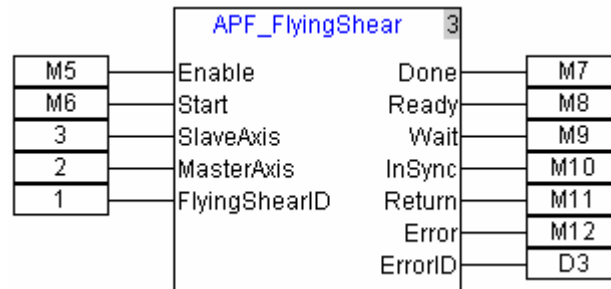 APF_FlyingShear 3
M5 Enable Done M7
M6 Start Ready M8
3 SlaveAxis Wait M9
2 MasterAxis InSync M10
1 FlyingShearID Return M11
Error M12
ErrorID D3